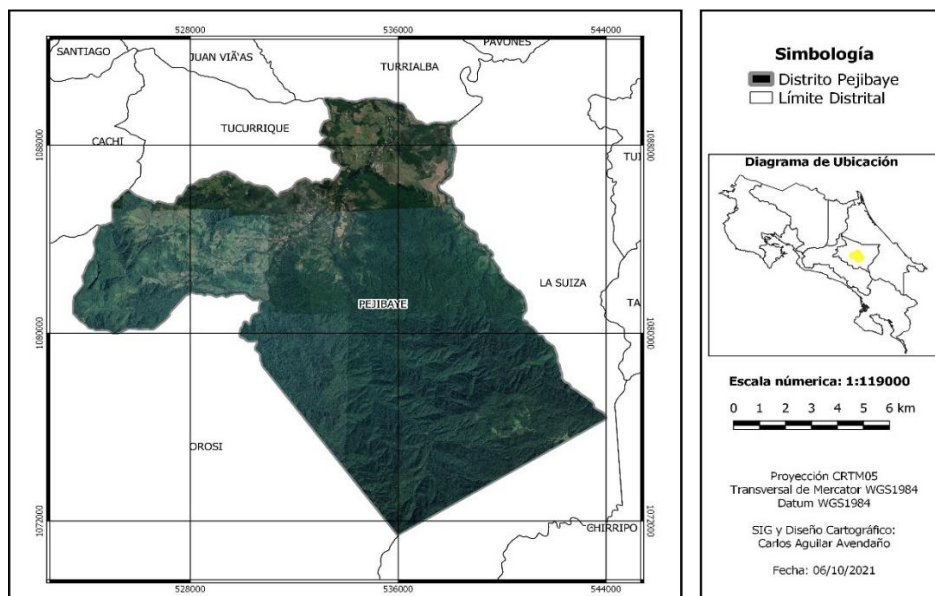 528000
536000
544000
SANTIAGO
JUAN VIÃ'AS
PAVONES
TURRIALBA
TUCURRIQUE
CACHI
TUI
1088000
1088000
LA SUIZA
PEJIBAYE
TA
1080000
1080000
OROSI
CHIRRIPO
1072000
1072000
528000
536000
544000
Simbología
Distrito Pejibaye
Límite Distrital
Diagrama de Ubicación
Escala númerica: 1:119000
0 1 2 3 4 5 6 km
Proyección CRTM05
Transversal de Mercator WGS1984
Datum WGS1984
SIG y Diseño Cartográfico:
Carlos Aguilar Avendaño
Fecha: 06/10/2021